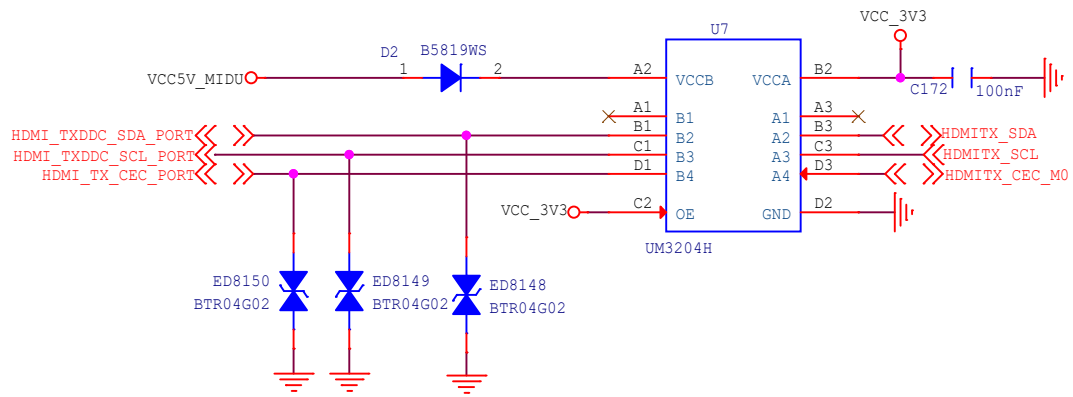 VCC_3V3
U7
D2 B5819WS
VCC5V_MIDU 1 2 A2 VCCB VCCA B2
C172 100nF
A1 B1 A1 A3
HDMI_TXDDC_SDA_PORT B1 B2 A2 B3 HDMITX_SDA
HDMI_TXDDC_SCL_PORT C1 B3 A3 C3 HDMITX_SCL
HDMI_TX_CEC_PORT D1 B4 A4 D3 HDMITX_CEC_M0
VCC_3V3 C2 OE GND D2
UM3204H
ED8150 ED8149 ED8148
BTR04G02 BTR04G02 BTR04G02